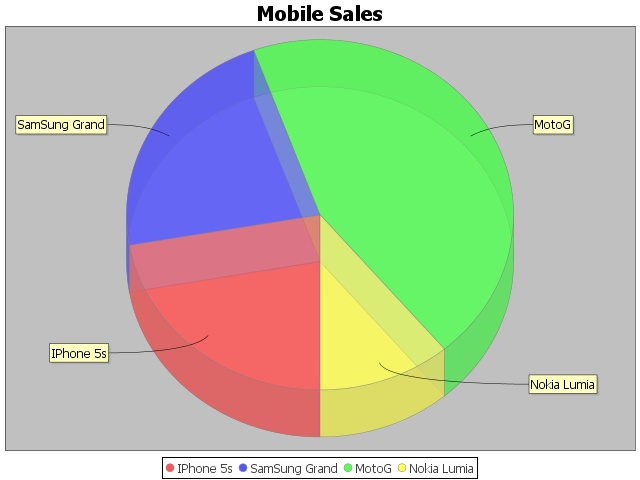 Mobile Sales
SamSung Grand
MotoG
IPhone 5s
Nokia Lumia
IPhone 5s SamSung Grand MotoG Nokia Lumia